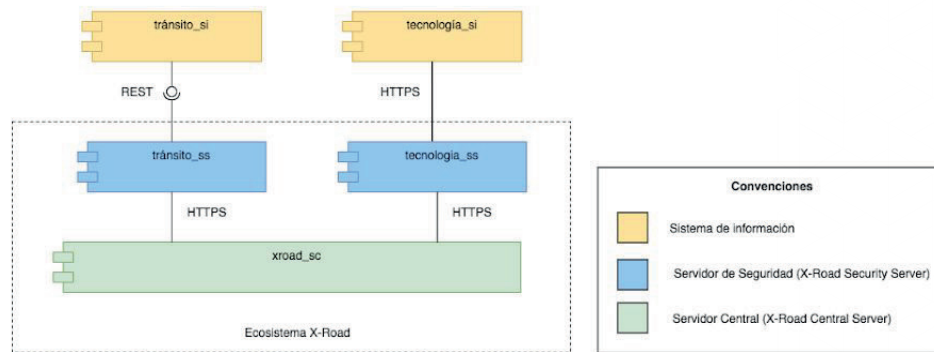 tránsito_si
tecnología_si
REST
HTTPS
tránsito_ss
tecnología_ss
HTTPS
HTTPS
xroad_sc
Ecosistema X-Road
Convenciones
Sistema de información
Servidor de Seguridad (X-Road Security Server)
Servidor Central (X-Road Central Server)